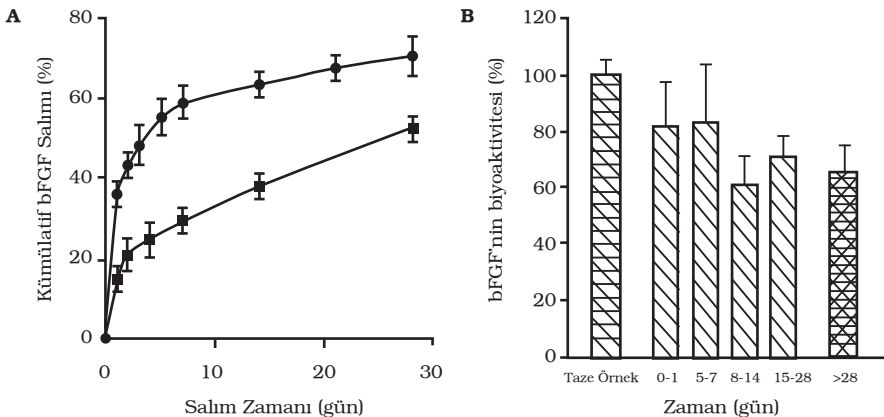 A
Kümülatif bFGF Salımı (%)
80
60
40
20
0
0 10 20 30
Salım Zamanı (gün)
B
bFGF'nin biyoaktivitesi (%)
120
100
80
60
40
120
0
Taze Örnek 0-1 5-7 8-14 15-28 >28
Zaman (gün)